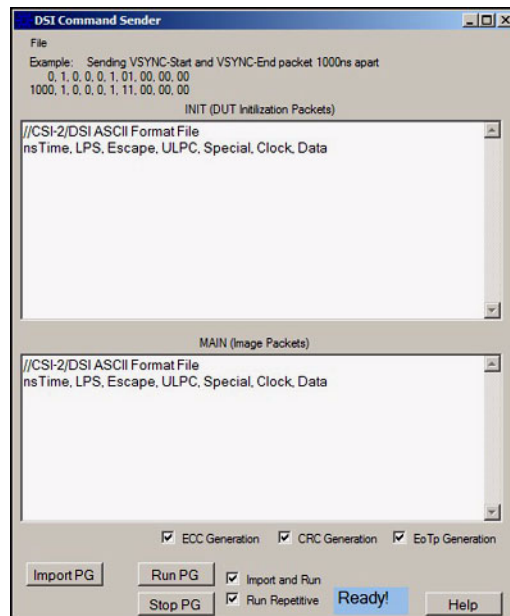 DSI Command Sender
File
Example: Sending VSYNC-Start and VSYNC-End packet 1000ns apart
0, 1, 0, 0, 0, 1, 01, 00, 00, 00
1000, 1, 0, 0, 0, 1, 11, 00, 00, 00
INIT (DUT Initilization Packets)
//CSI-2/DSI ASCII Format File
nsTime, LPS, Escape, ULPC, Special, Clock, Data
MAIN (Image Packets)
//CSI-2/DSI ASCII Format File
nsTime, LPS, Escape, ULPC, Special, Clock, Data
ECC Generation CRC Generation EoTp Generation
Import PG Run PG Import and Run
Stop PG Run Repetitive Ready! Help